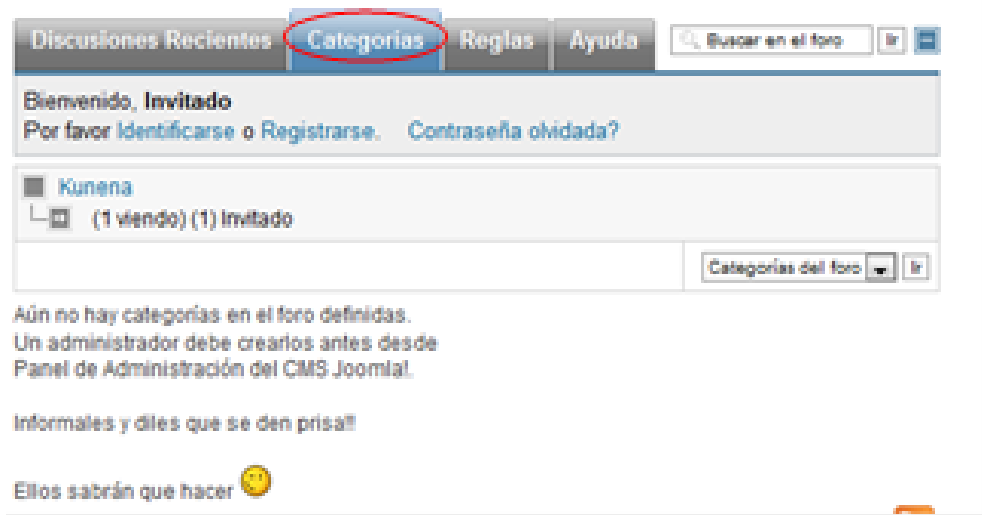 Discusiones Recientes Categorías Reglas Ayuda Buscar en el foro Ir
Bienvenido, Invitado
Por favor Identificarse o Registrarse. Contraseña olvidada?
Kunena
(1 viendo) (1) Invitado
Categorías del foro Ir
Aún no hay categorías en el foro definidas.
Un administrador debe crearlos antes desde
Panel de Administración del CMS Joomla!.
Informales y diles que se den prisa!!
Ellos sabrán que hacer